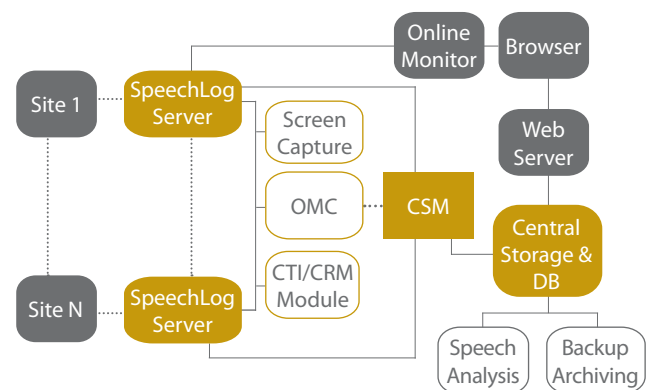 Online
Monitor
Browser
Site 1
SpeechLog
Server
Screen
Capture
Web
Server
OMC
CSM
Central
Storage &
DB
Site N
SpeechLog
Server
CTI/CRM
Module
Speech
Analysis
Backup
Archiving